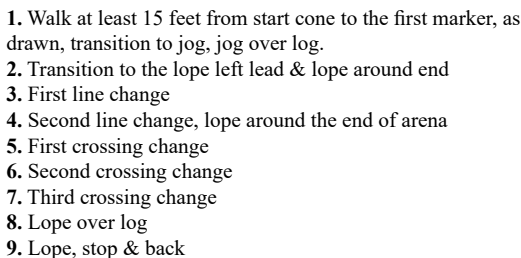 1. Walk at least 15 feet from start cone to the first marker, as
drawn, transition to jog, jog over log.
2. Transition to the lope left lead & lope around end
3. First line change
4. Second line change, lope around the end of arena
5. First crossing change
6. Second crossing change
7. Third crossing change
8. Lope over log
9. Lope, stop & back